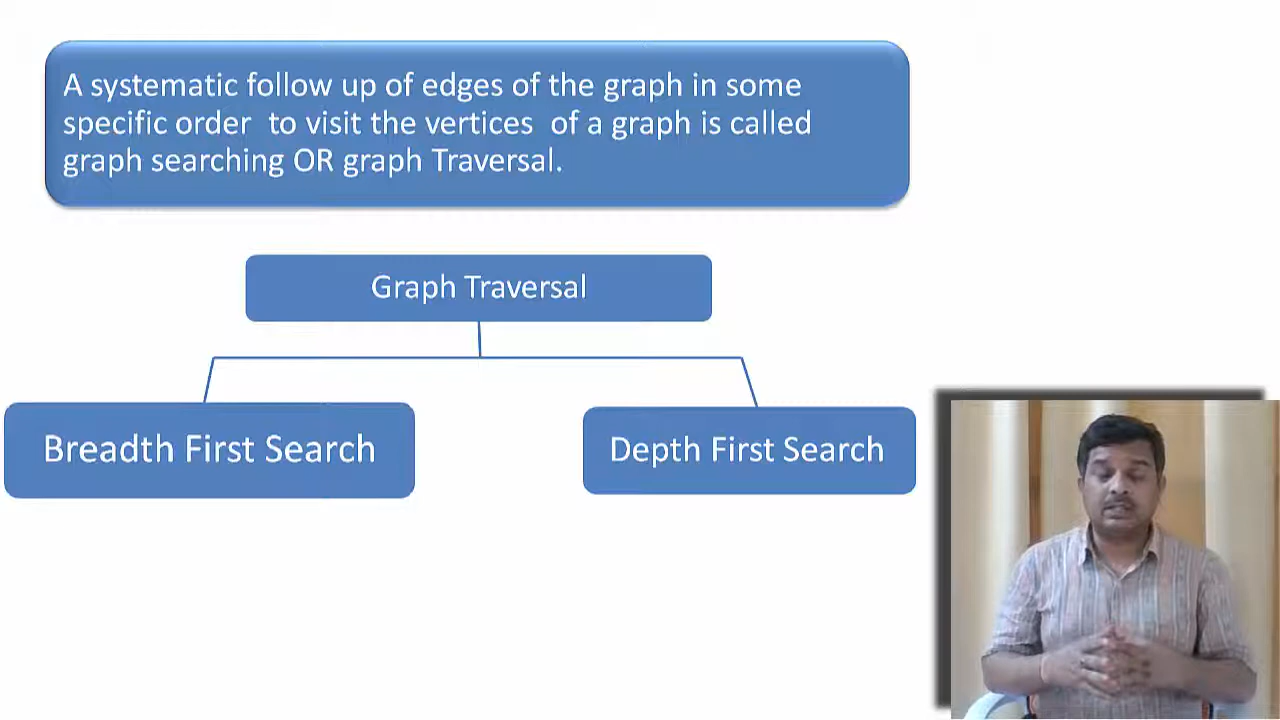 A systematic follow up of edges of the graph in some
specific order to visit the vertices of a graph is called
graph searching OR graph Traversal.
Graph Traversal
Breadth First Search
Depth First Search